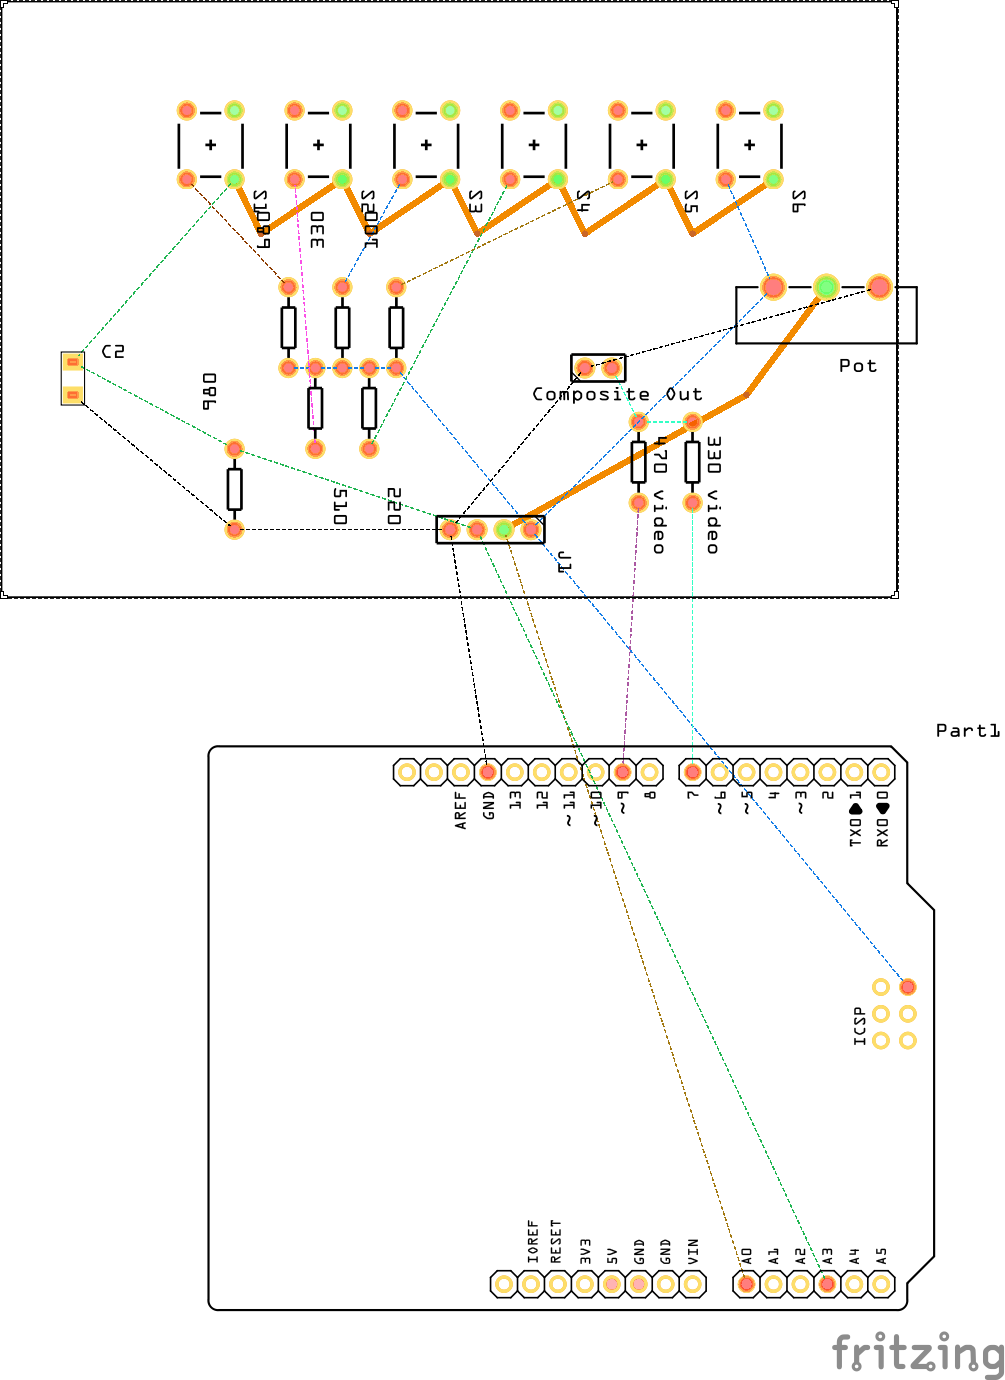 S1
S2
S3
S4
S5
S6
680
330
100
C2
Pot
680
Composite Out
470 video
330 video
510
220
J1
Part1
AREF
GND
13
12
~11
~10
~9
8
7
~6
~5
4
~3
2
TX0 1
RX0 0
ICSP
IOREF
RESET
3V3
5V
GND
GND
VIN
A0
A1
A2
A3
A4
A5
fritzing